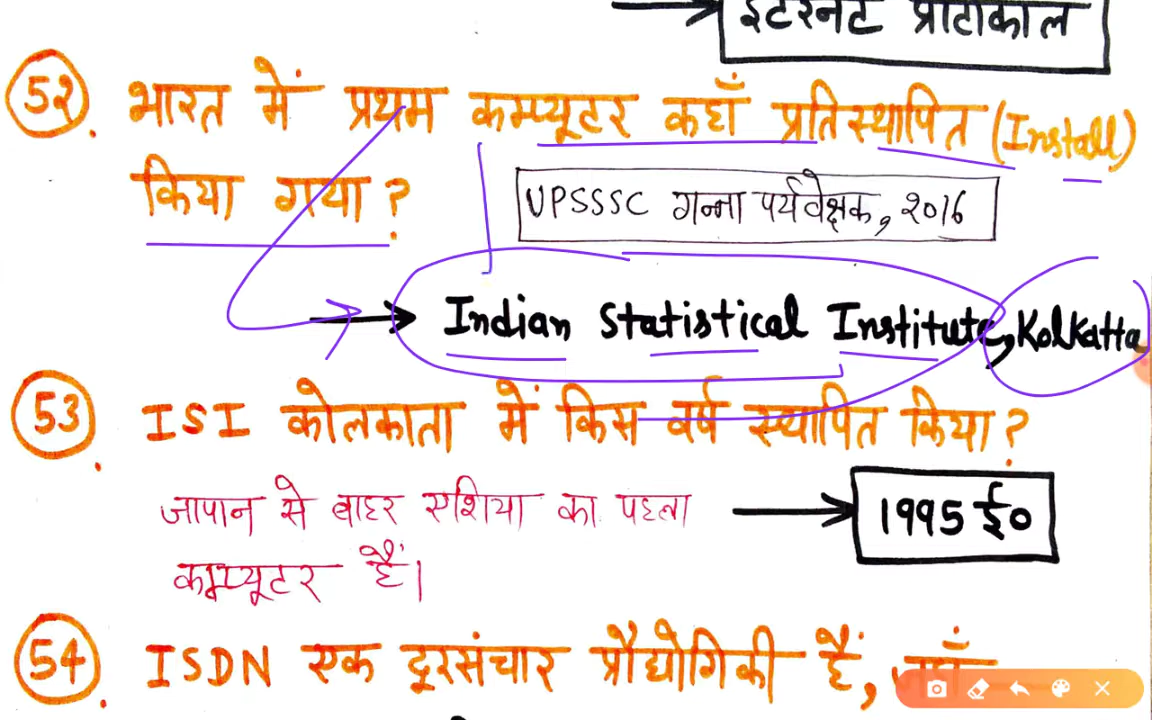 इंटरनेट प्रोटोकॉल
52. भारत में प्रथम कम्प्यूटर कहाँ प्रतिस्थापित (Install)
किया गया?
UPSSSC गन्ना पर्यवेक्षक, २०16
Indian Statistical Institute, Kolkatta
53. ISI कोलकाता में किस वर्ष स्थापित किया?
जापान से बाहर एशिया का पहला
1995 ई०
कम्प्यूटर है।
54. ISDN एक दूरसंचार प्रौद्योगिकी है,